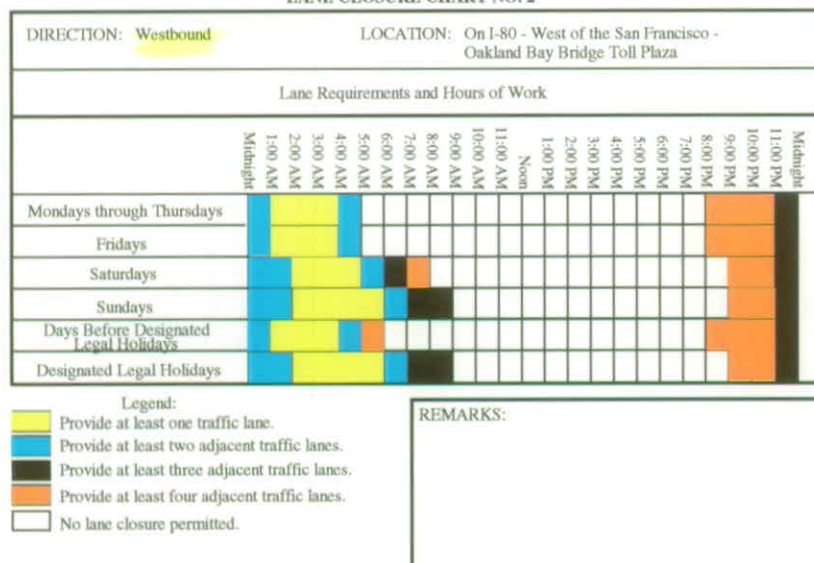 LANE CLOSURE CHART NO. 2
DIRECTION: Westbound
LOCATION: On I-80 - West of the San Francisco -
Oakland Bay Bridge Toll Plaza
Lane Requirements and Hours of Work
Midnight
1:00 AM
2:00 AM
3:00 AM
4:00 AM
5:00 AM
6:00 AM
7:00 AM
8:00 AM
9:00 AM
10:00 AM
11:00 AM
Noon
1:00 PM
2:00 PM
3:00 PM
4:00 PM
5:00 PM
6:00 PM
7:00 PM
8:00 PM
9:00 PM
10:00 PM
11:00 PM
Midnight
Mondays through Thursdays
Fridays
Saturdays
Sundays
Days Before Designated
Legal Holidays
Designated Legal Holidays
Legend:
Provide at least one traffic lane.
Provide at least two adjacent traffic lanes.
Provide at least three adjacent traffic lanes.
Provide at least four adjacent traffic lanes.
No lane closure permitted.
REMARKS: